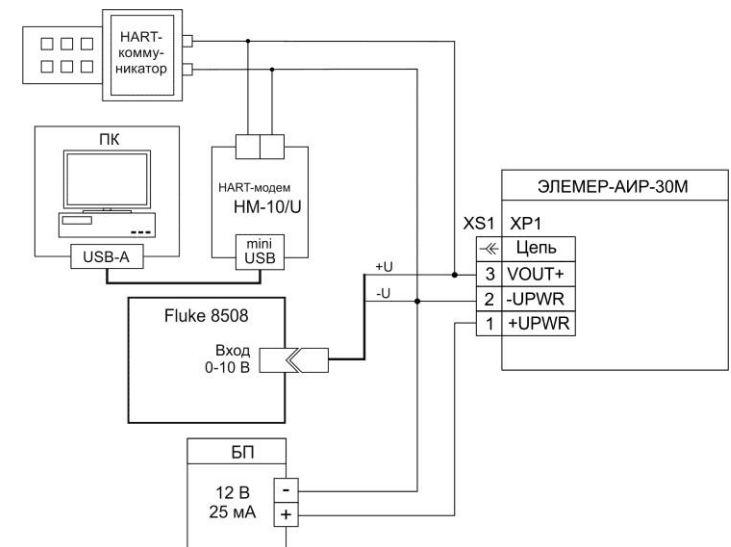 HART-
комму-
никатор
ПК
USB-A
HART-модем
HM-10/U
mini
USB
ЭЛЕМЕР-АИР-30М
XS1 XP1
Цепь
3 VOUT+
2 -UPWR
1 +UPWR
+U
-U
Fluke 8508
Вход
0-10 В
БП
12 В
25 мА
-
+